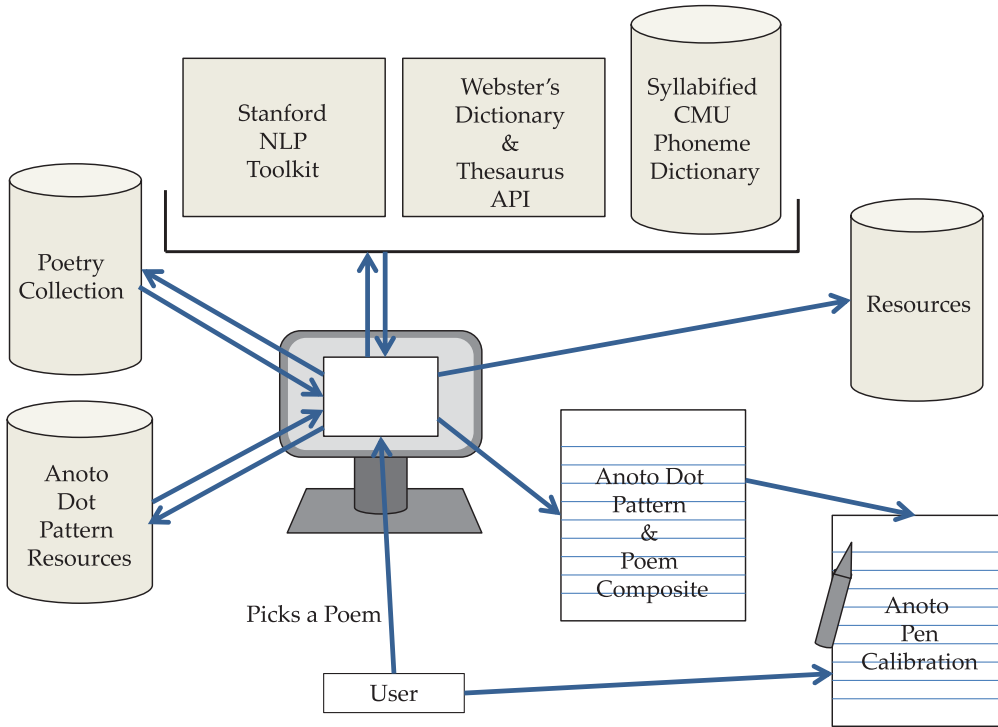 Stanford
NLP
Toolkit
Webster’s
Dictionary
&
Thesaurus
API
Syllabified
CMU
Phoneme
Dictionary
Poetry
Collection
Resources
Anoto
Dot
Pattern
Resources
Anoto Dot
Pattern
&
Poem
Composite
Anoto
Pen
Calibration
Picks a Poem
User